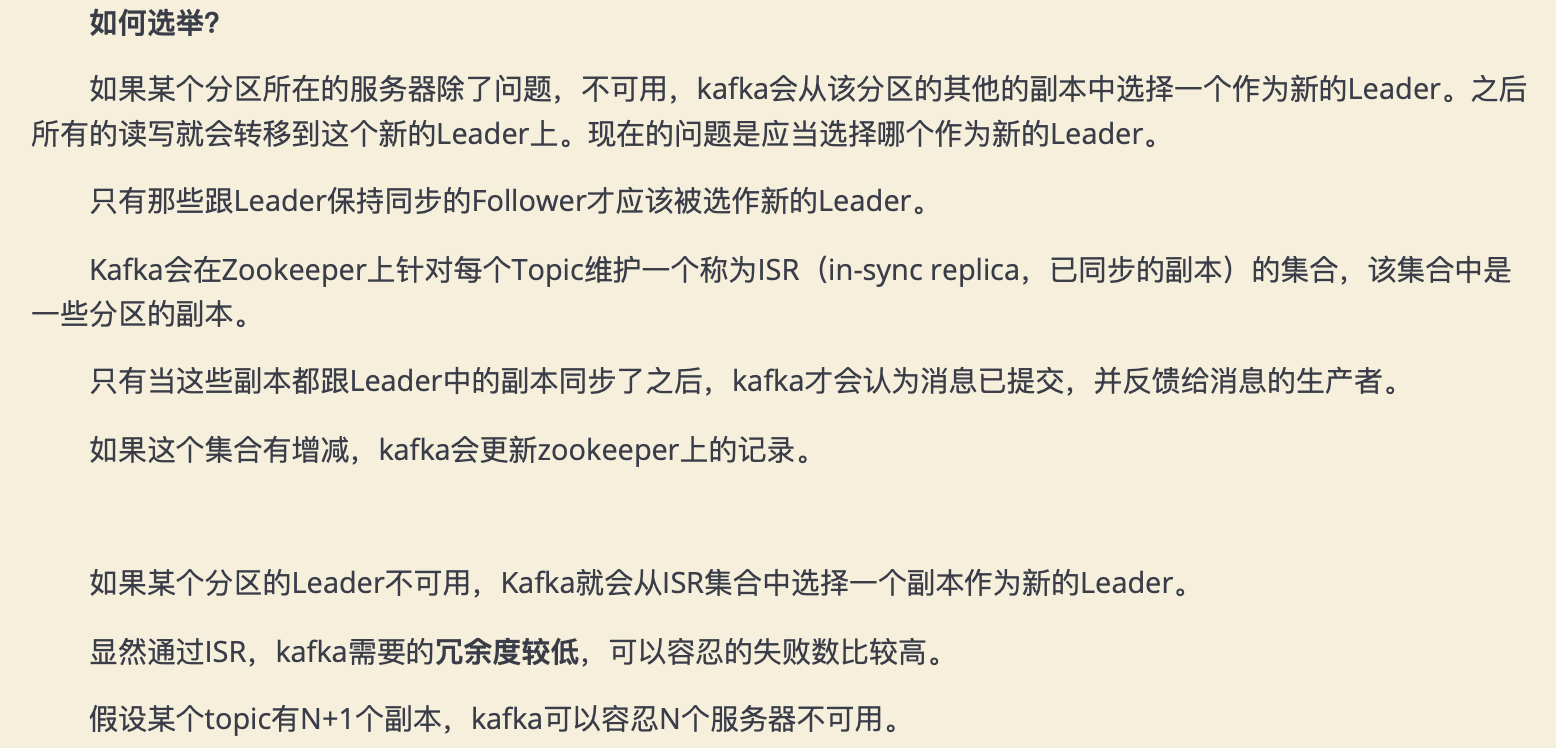 如何选举?
如果某个分区所在的服务器除了问题，不可用，kafka会从该分区的其他的副本中选择一个作为新的Leader。之后
所有的读写就会转移到这个新的Leader上。现在的问题是应当选择哪个作为新的Leader。
只有那些跟Leader保持同步的Follower才应该被选作新的Leader。
Kafka会在Zookeeper上针对每个Topic维护一个称为ISR（in-sync replica，已同步的副本）的集合，该集合中是
一些分区的副本。
只有当这些副本都跟Leader中的副本同步了之后，kafka才会认为消息已提交，并反馈给消息的生产者。
如果这个集合有增减，kafka会更新zookeeper上的记录。
如果某个分区的Leader不可用，Kafka就会从ISR集合中选择一个副本作为新的Leader。
显然通过ISR，kafka需要的冗余度较低，可以容忍的失败数比较高。
假设某个topic有N+1个副本，kafka可以容忍N个服务器不可用。